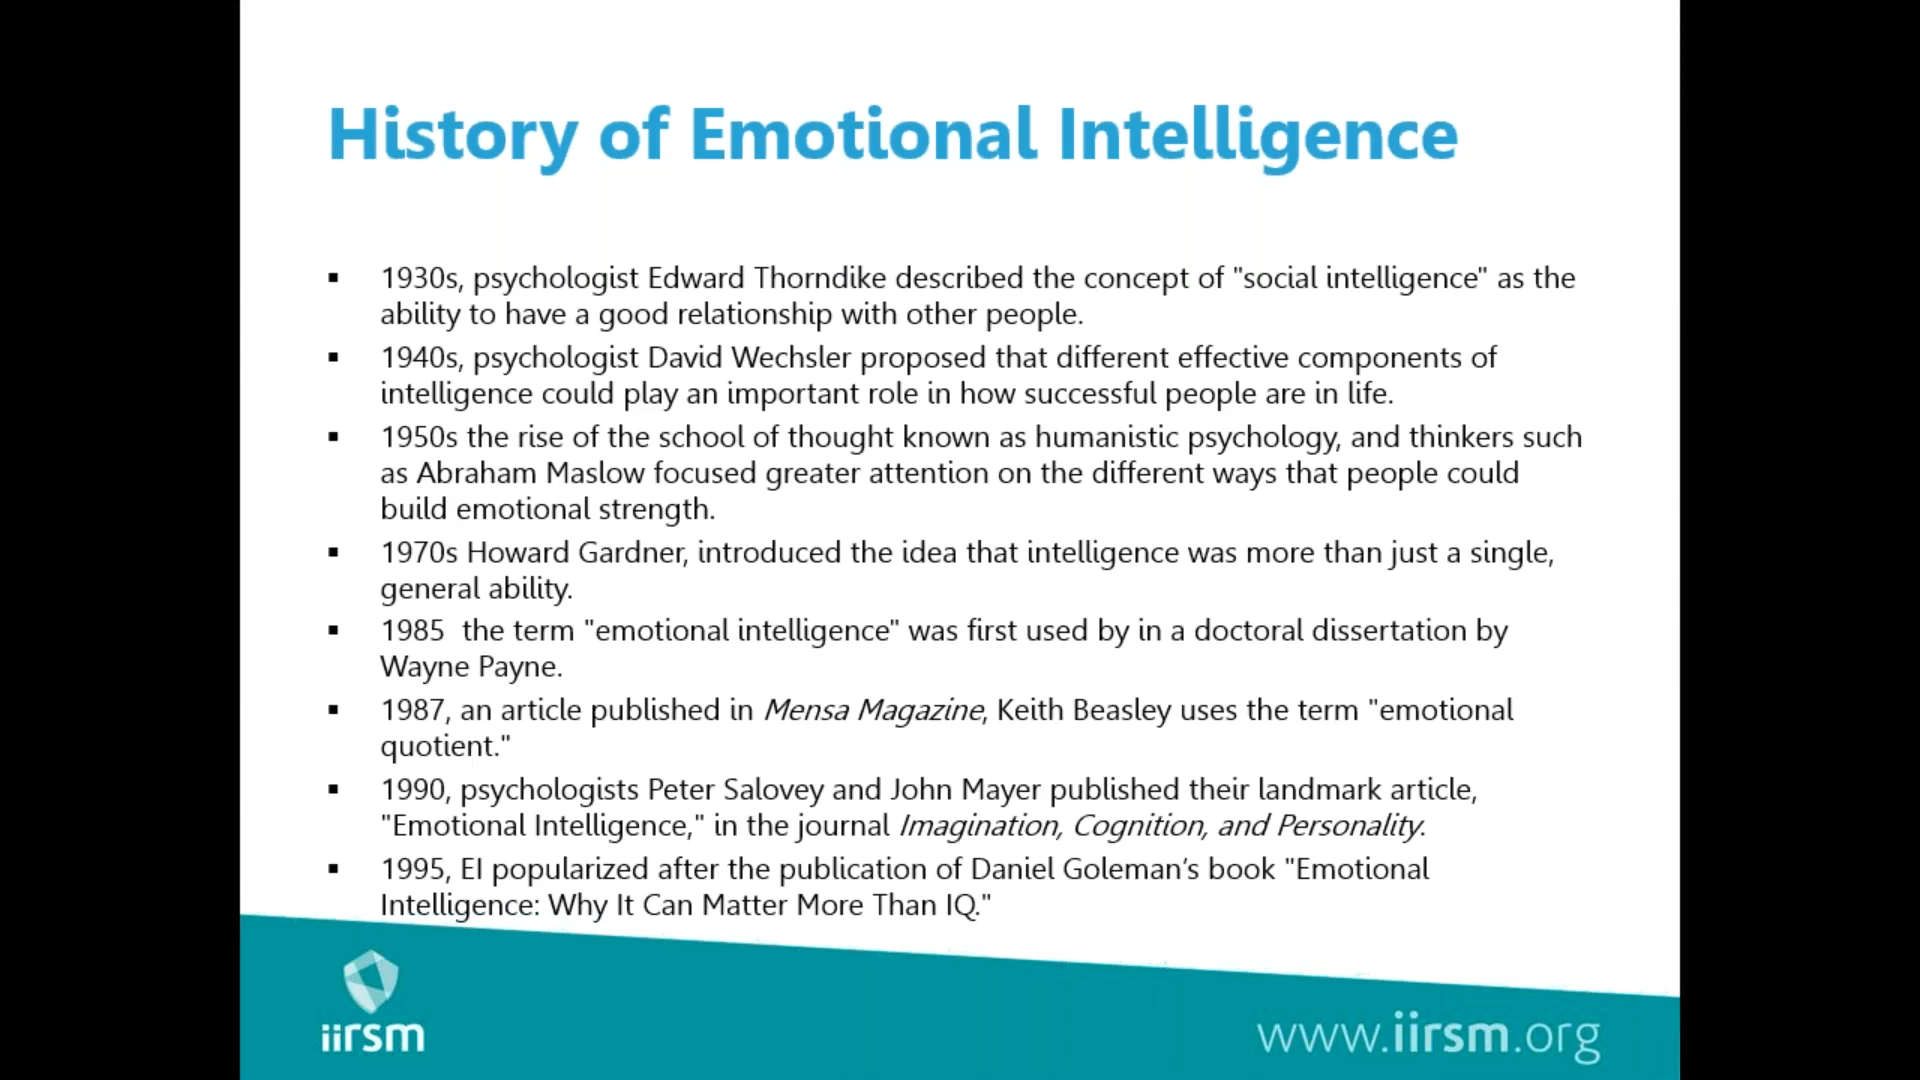 History of Emotional Intelligence
▪ 1930s, psychologist Edward Thorndike described the concept of "social intelligence" as the
ability to have a good relationship with other people.
▪ 1940s, psychologist David Wechsler proposed that different effective components of
intelligence could play an important role in how successful people are in life.
▪ 1950s the rise of the school of thought known as humanistic psychology, and thinkers such
as Abraham Maslow focused greater attention on the different ways that people could
build emotional strength.
▪ 1970s Howard Gardner, introduced the idea that intelligence was more than just a single,
general ability.
▪ 1985  the term "emotional intelligence" was first used by in a doctoral dissertation by
Wayne Payne.
▪ 1987, an article published in Mensa Magazine, Keith Beasley uses the term "emotional
quotient."
▪ 1990, psychologists Peter Salovey and John Mayer published their landmark article,
"Emotional Intelligence," in the journal Imagination, Cognition, and Personality.
▪ 1995, EI popularized after the publication of Daniel Goleman’s book "Emotional
Intelligence: Why It Can Matter More Than IQ."
iirsm
www.iirsm.org